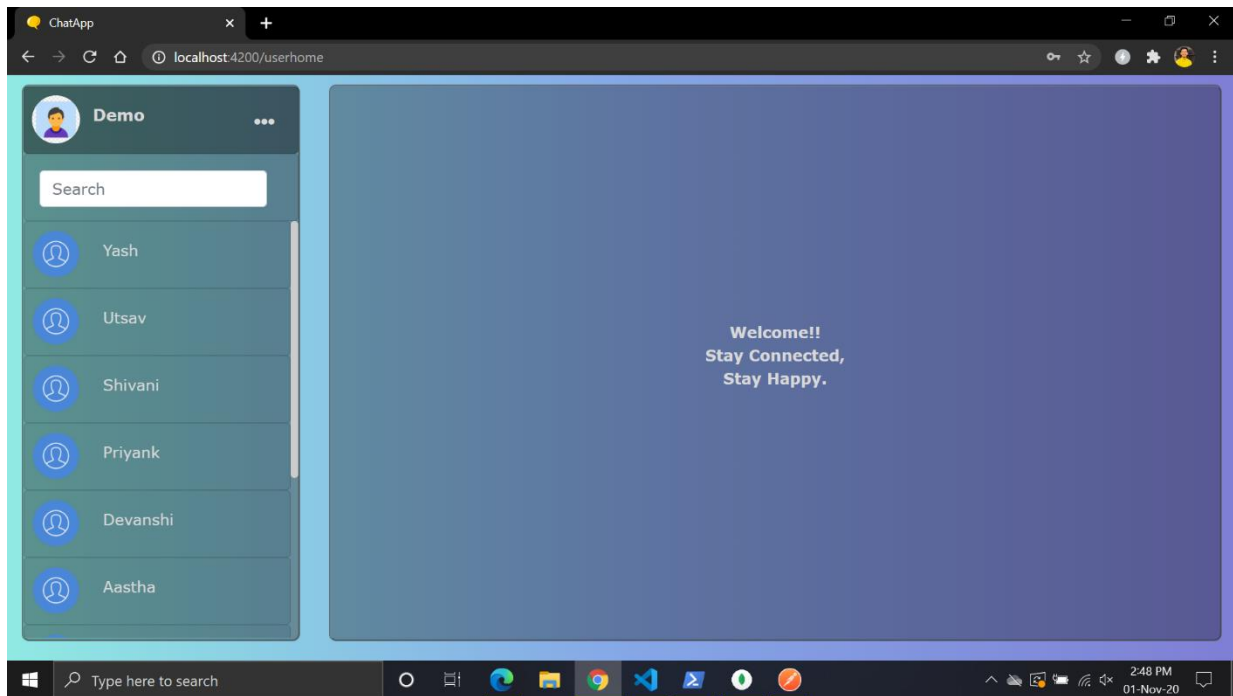 ChatApp
localhost:4200/userhome
Demo
Search
Yash
Utsav
Shivani
Priyank
Devanshi
Aastha
Welcome!!
Stay Connected,
Stay Happy.
Type here to search
2:48 PM
01-Nov-20